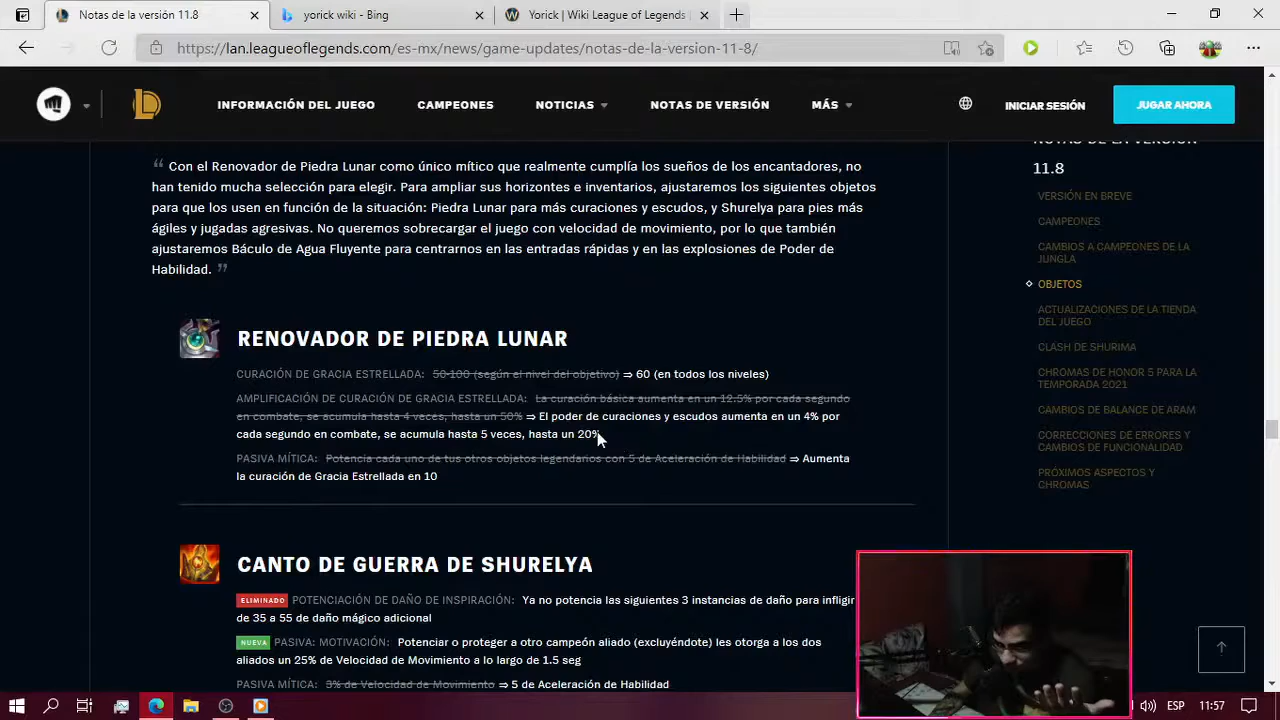 Notas de la versión 11.8
yorick wiki - Bing
Yorick | Wiki League of Legends
https://lan.leagueoflegends.com/es-mx/news/game-updates/notas-de-la-version-11-8/
INFORMACIÓN DEL JUEGO
CAMPEONES
NOTICIAS
NOTAS DE VERSIÓN
MÁS
INICIAR SESIÓN
JUGAR AHORA
“ Con el Renovador de Piedra Lunar como único mítico que realmente cumplía los sueños de los encantadores, no
han tenido mucha selección para elegir. Para ampliar sus horizontes e inventarios, ajustaremos los siguientes objetos
para que los usen en función de la situación: Piedra Lunar para más curaciones y escudos, y Shurelya para pies más
ágiles y jugadas agresivas. No queremos sobrecargar el juego con velocidad de movimiento, por lo que también
ajustaremos Báculo de Agua Fluyente para centrarnos en las entradas rápidas y en las explosiones de Poder de
Habilidad. ”
RENOVADOR DE PIEDRA LUNAR
CURACIÓN DE GRACIA ESTRELLADA: 50-100 (según el nivel del objetivo) ⇒ 60 (en todos los niveles)
AMPLIFICACIÓN DE CURACIÓN DE GRACIA ESTRELLADA: La curación básica aumenta en un 12.5% por cada segundo
en combate, se acumula hasta 4 veces, hasta un 50% ⇒ El poder de curaciones y escudos aumenta en un 4% por
cada segundo en combate, se acumula hasta 5 veces, hasta un 20%
PASIVA MÍTICA: Potencia cada uno de tus otros objetos legendarios con 5 de Aceleración de Habilidad ⇒ Aumenta
la curación de Gracia Estrellada en 10
CANTO DE GUERRA DE SHURELYA
ELIMINADO POTENCIACIÓN DE DAÑO DE INSPIRACIÓN: Ya no potencia las siguientes 3 instancias de daño para infligir
de 35 a 55 de daño mágico adicional
NUEVA PASIVA: MOTIVACIÓN: Potenciar o proteger a otro campeón aliado (excluyéndote) les otorga a los dos
aliados un 25% de Velocidad de Movimiento a lo largo de 1.5 seg
PASIVA MÍTICA: 3% de Velocidad de Movimiento ⇒ 5 de Aceleración de Habilidad
NOTAS DE LA VERSIÓN
11.8
VERSIÓN EN BREVE
CAMPEONES
CAMBIOS A CAMPEONES DE LA
JUNGLA
OBJETOS
ACTUALIZACIONES DE LA TIENDA
DEL JUEGO
CLASH DE SHURIMA
CHROMAS DE HONOR 5 PARA LA
TEMPORADA 2021
CAMBIOS DE BALANCE DE ARAM
CORRECCIONES DE ERRORES Y
CAMBIOS DE FUNCIONALIDAD
PRÓXIMOS ASPECTOS Y
CHROMAS
ESP
11:57